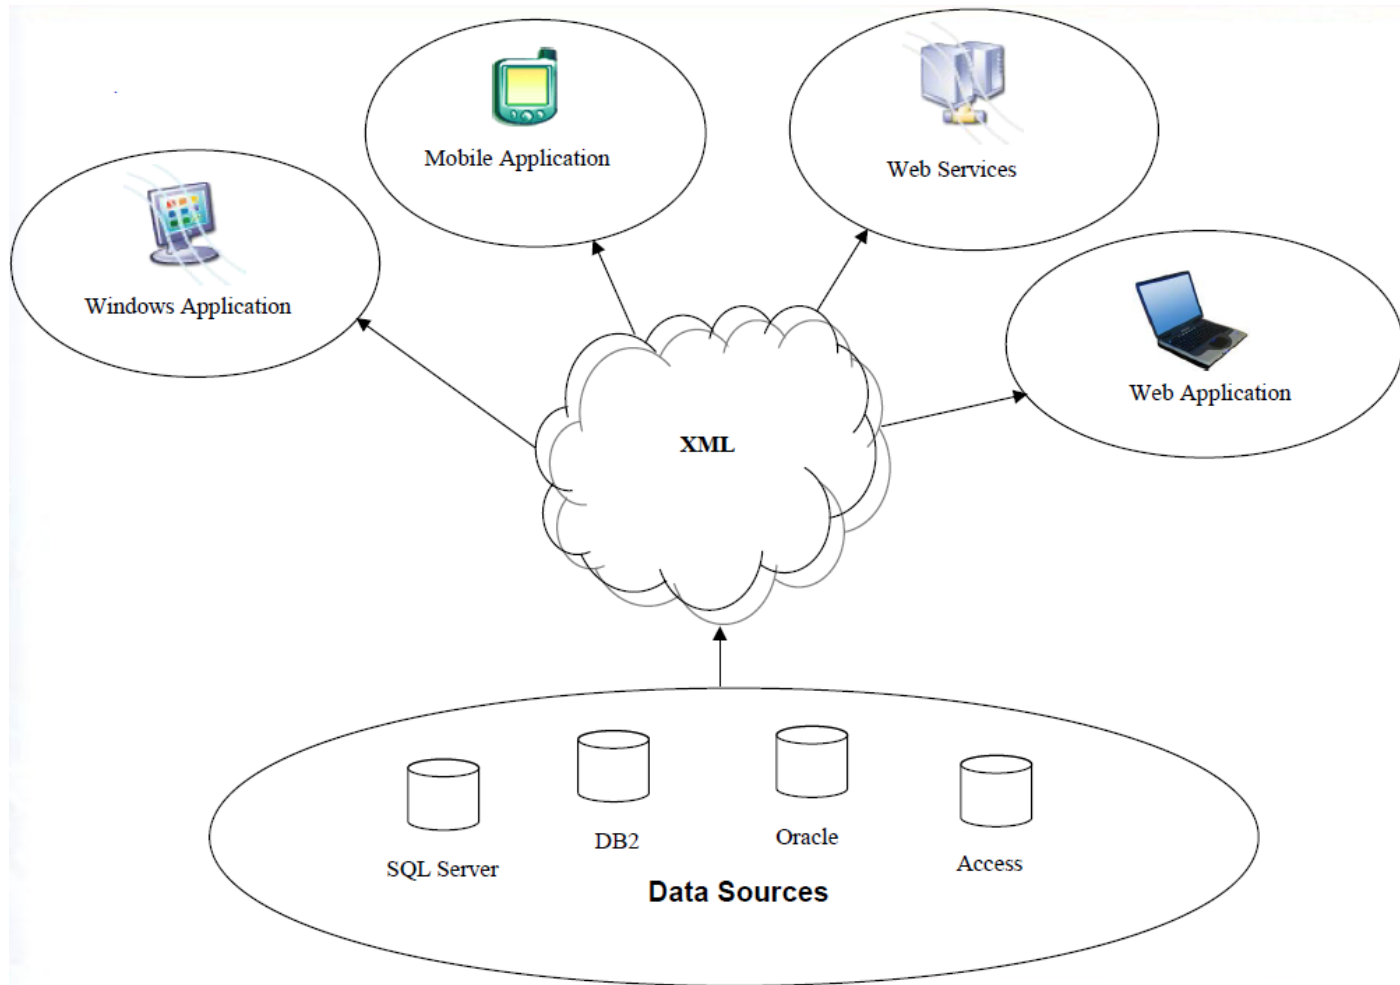 Mobile Application
Web Services
Windows Application
Web Application
XML
SQL Server
DB2
Oracle
Access
Data Sources